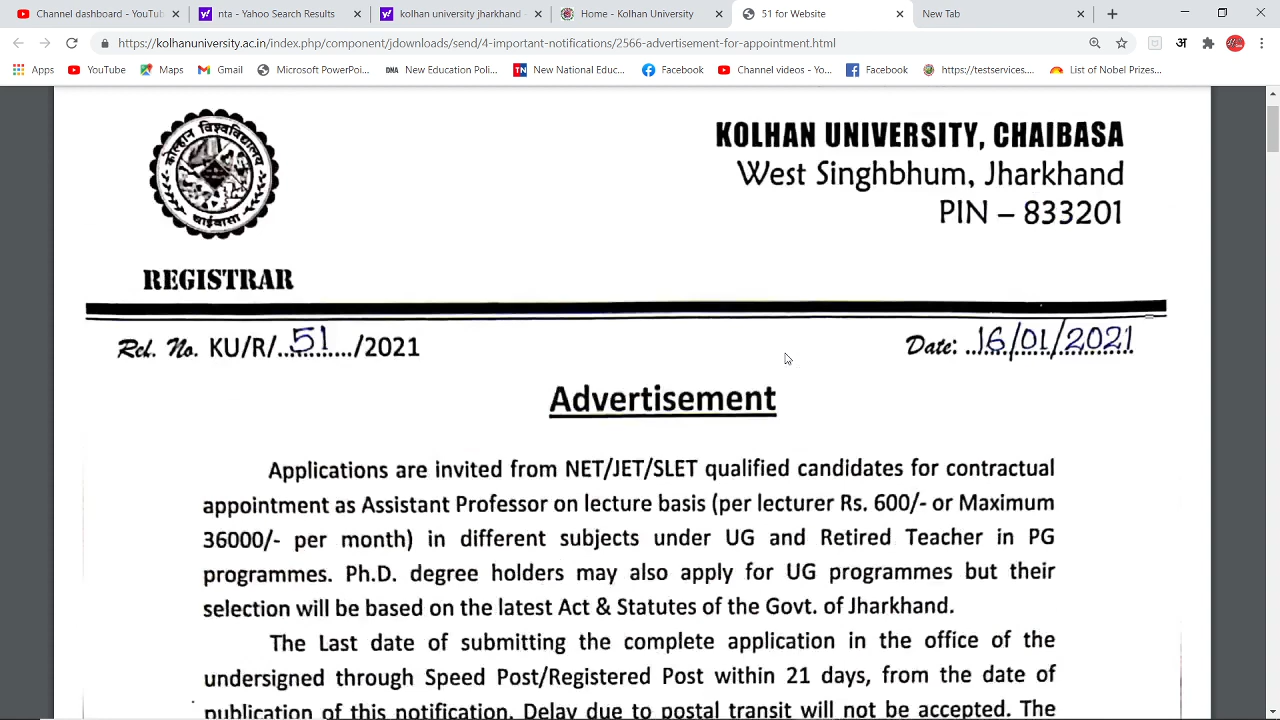 Channel dashboard - YouTu
nta - Yahoo Search Results
kolhan university jharkhand -
Home - Kolhan University
51 for Website
New Tab
https://kolhanuniversity.ac.in/index.php/component/jdownloads/send/4-importa-notifications/2566-advertisement-for-appointment.html
अ
Apps YouTube Maps Gmail Microsoft PowerPoi... DNA New Education Poli... TN New National Educ... Facebook Channel videos - Yo... Facebook https://testservices.... List of Nobel Prizes...
कोल्हान विश्वविद्यालय
चाईबासा
KOLHAN UNIVERSITY, CHAIBASA
West Singhbhum, Jharkhand
PIN – 833201
REGISTRAR
Rel. No. KU/R/..51......../2021
Date: ..16/01/2021
Advertisement
Applications are invited from NET/JET/SLET qualified candidates for contractual
appointment as Assistant Professor on lecture basis (per lecturer Rs. 600/- or Maximum
36000/- per month) in different subjects under UG and Retired Teacher in PG
programmes. Ph.D. degree holders may also apply for UG programmes but their
selection will be based on the latest Act & Statutes of the Govt. of Jharkhand.
The Last date of submitting the complete application in the office of the
undersigned through Speed Post/Registered Post within 21 days, from the date of
publication of this notification. Delay due to postal transit will not be accepted. The